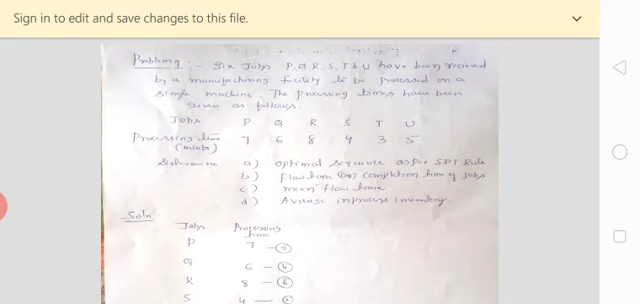 Sign in to edit and save changes to this file.
Problem :- Six Jobs P, Q, R, S, T & U have been received
by a manufacturing facility to be processed on a
single machine. The processing times have been
given as follows.
Jobs P Q R S T U
Processing time 7 6 8 4 3 5
(minutes)
Determine a) optimal sequence as per SPT Rule
b) Flow time (or) completion time of jobs
c) mean flow time
d) Average inprocess inventory.
Soln
Jobs Processing time
P 7 — 5
Q 6 — 4
R 8 — 6
S 4 — 2